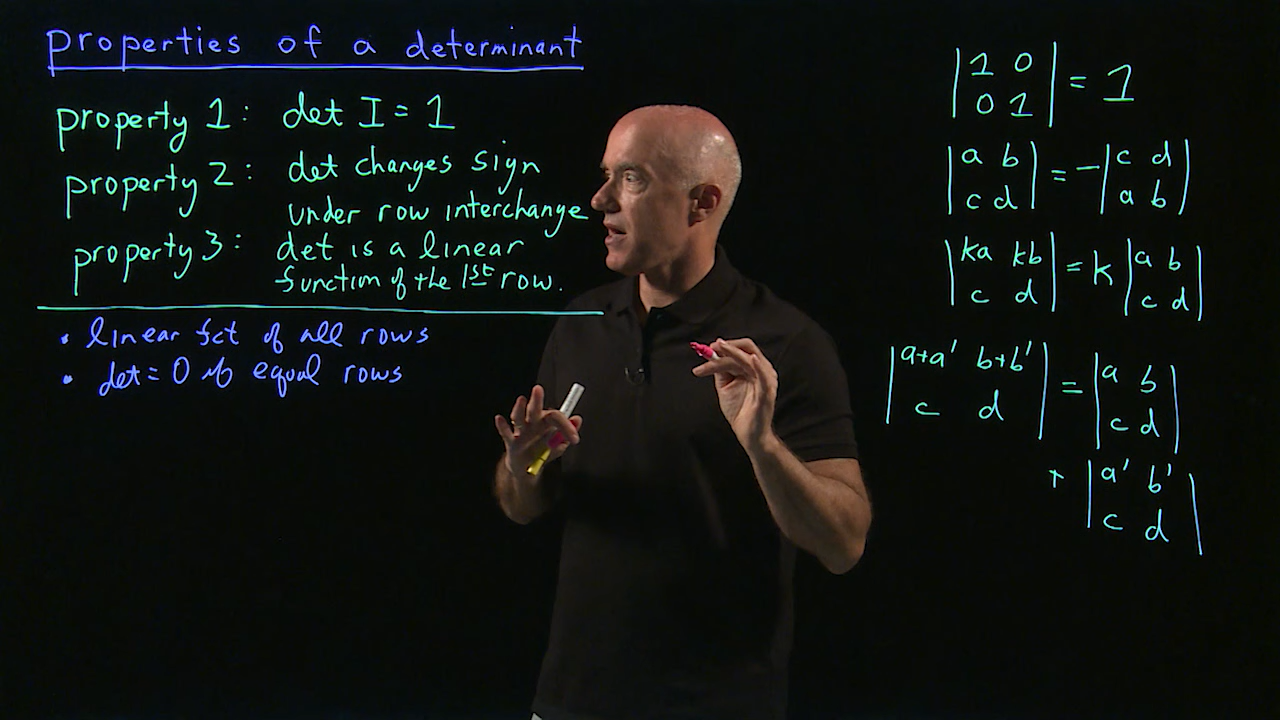 properties of a determinant
property 1: det I = 1
property 2: det changes sign
under row interchange
property 3: det is a linear
function of the 1st row.
• linear fct of all rows
• det = 0 if equal rows
|1 0|
|0 1| = 1
|a b| = -|c d|
|c d| |a b|
|ka kb| = k |a b|
|c d| |c d|
|a+a' b+b'| = |a b|
|c d| |c d|
+ |a' b'|
|c d|